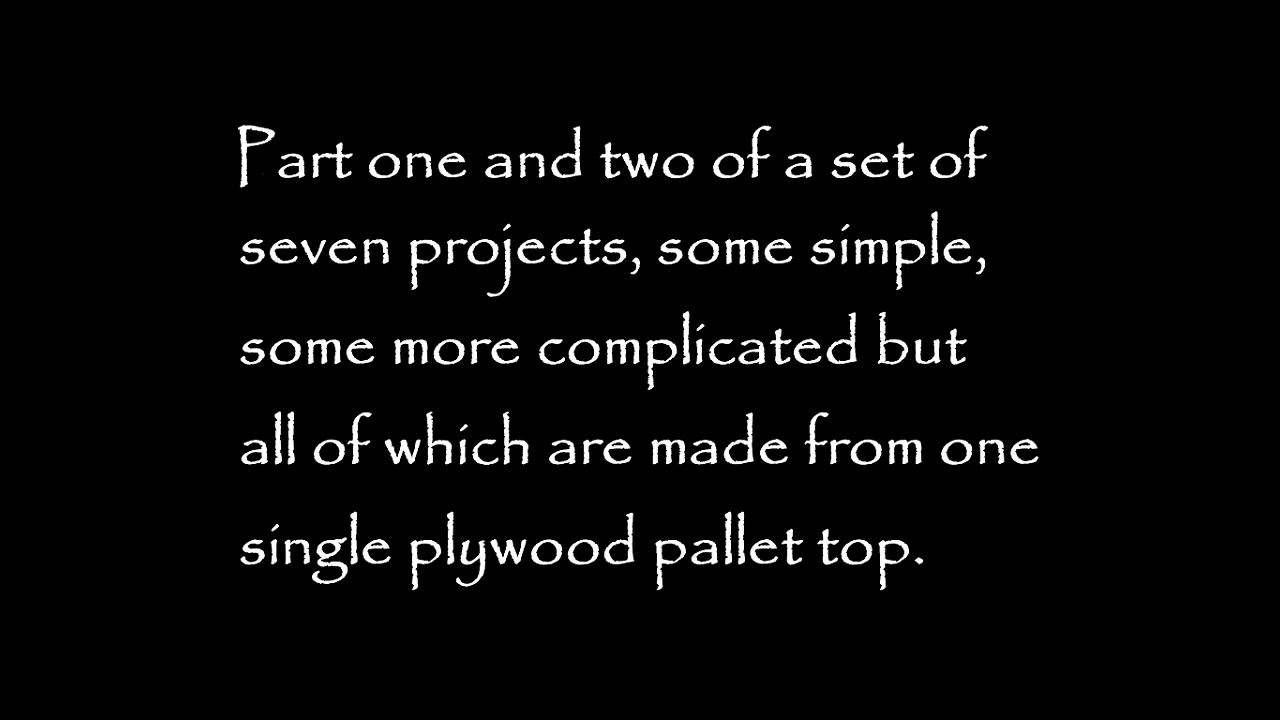 Part one and two of a set of
seven projects, some simple,
some more complicated but
all of which are made from one
single plywood pallet top.